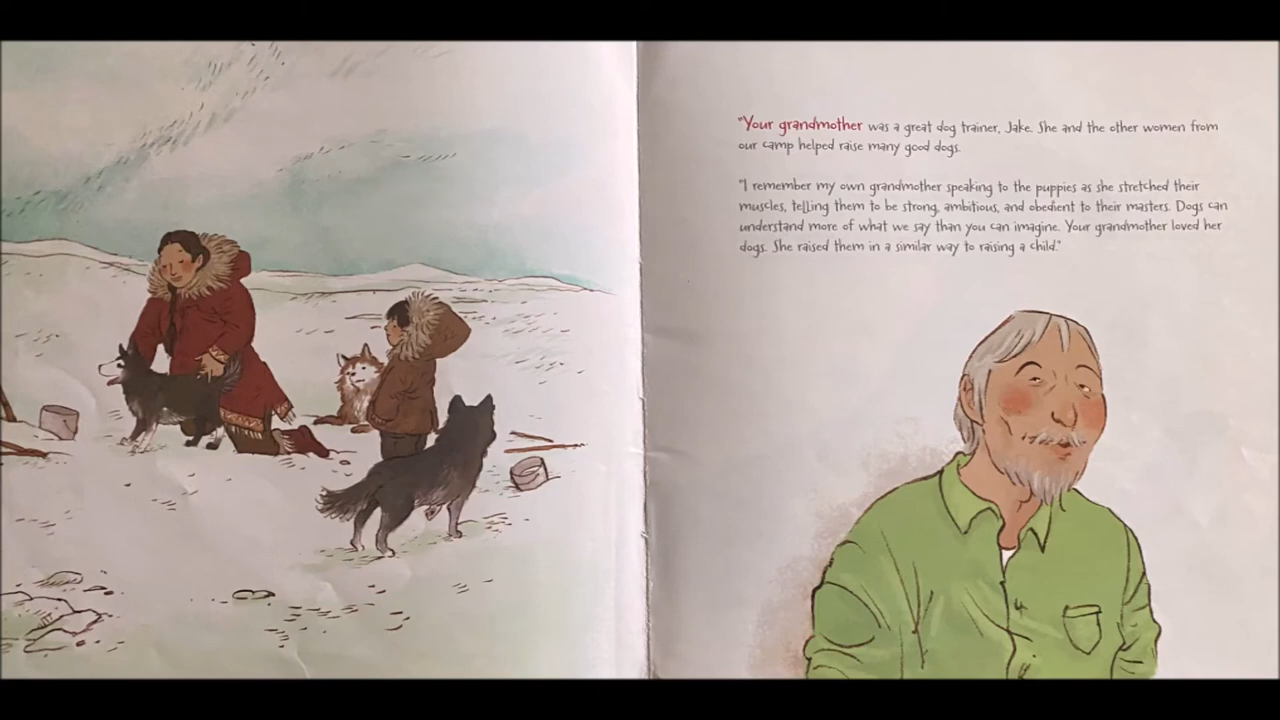 "Your grandmother was a great dog trainer, Jake. She and the other women from
our camp helped raise many good dogs.
"I remember my own grandmother speaking to the puppies as she stretched their
muscles, telling them to be strong, ambitious, and obedient to their masters. Dogs can
understand more of what we say than you can imagine. Your grandmother loved her
dogs. She raised them in a similar way to raising a child."